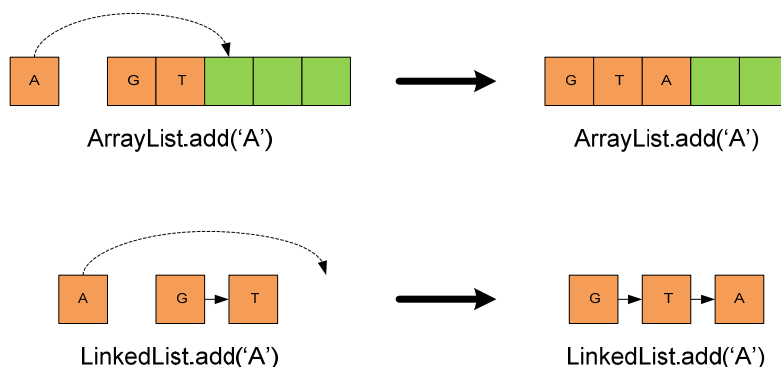 A G T G T A
ArrayList.add(‘A’) ArrayList.add(‘A’)
A G T G T A
LinkedList.add(‘A’) LinkedList.add(‘A’)